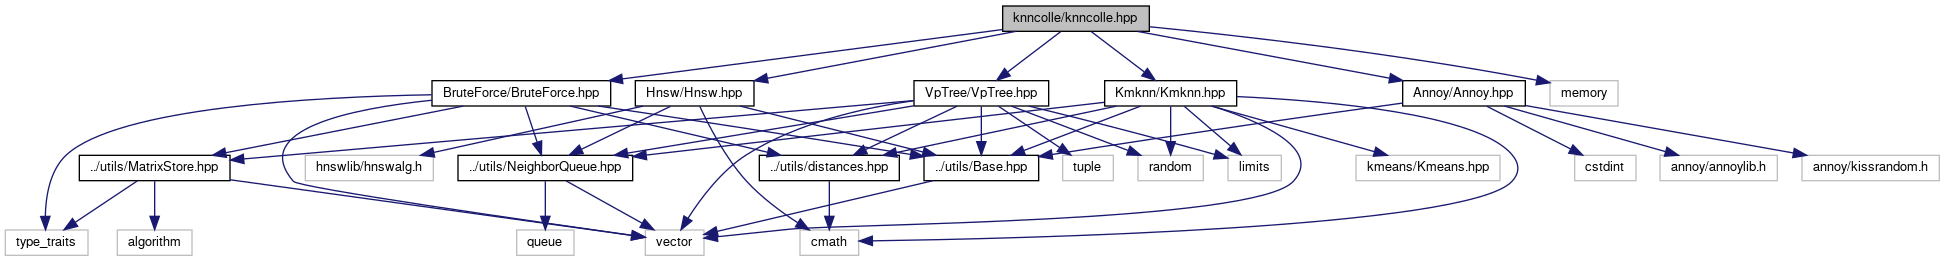 knncolle/knncolle.hpp
BruteForce/BruteForce.hpp
Hnsw/Hnsw.hpp
VpTree/VpTree.hpp
Kmknn/Kmknn.hpp
Annoy/Annoy.hpp
memory
../utils/MatrixStore.hpp
hnswlib/hnswalg.h
../utils/NeighborQueue.hpp
../utils/distances.hpp
../utils/Base.hpp
tuple
random
limits
kmeans/Kmeans.hpp
cstdint
annoy/annoylib.h
annoy/kissrandom.h
type_traits
algorithm
queue
vector
cmath